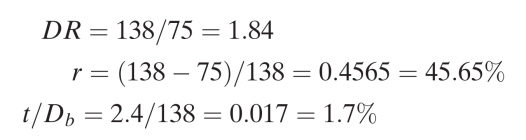 DR = 138/75 = 1.84
r = (138 − 75)/138 = 0.4565 = 45.65%
t/D_b = 2.4/138 = 0.017 = 1.7%